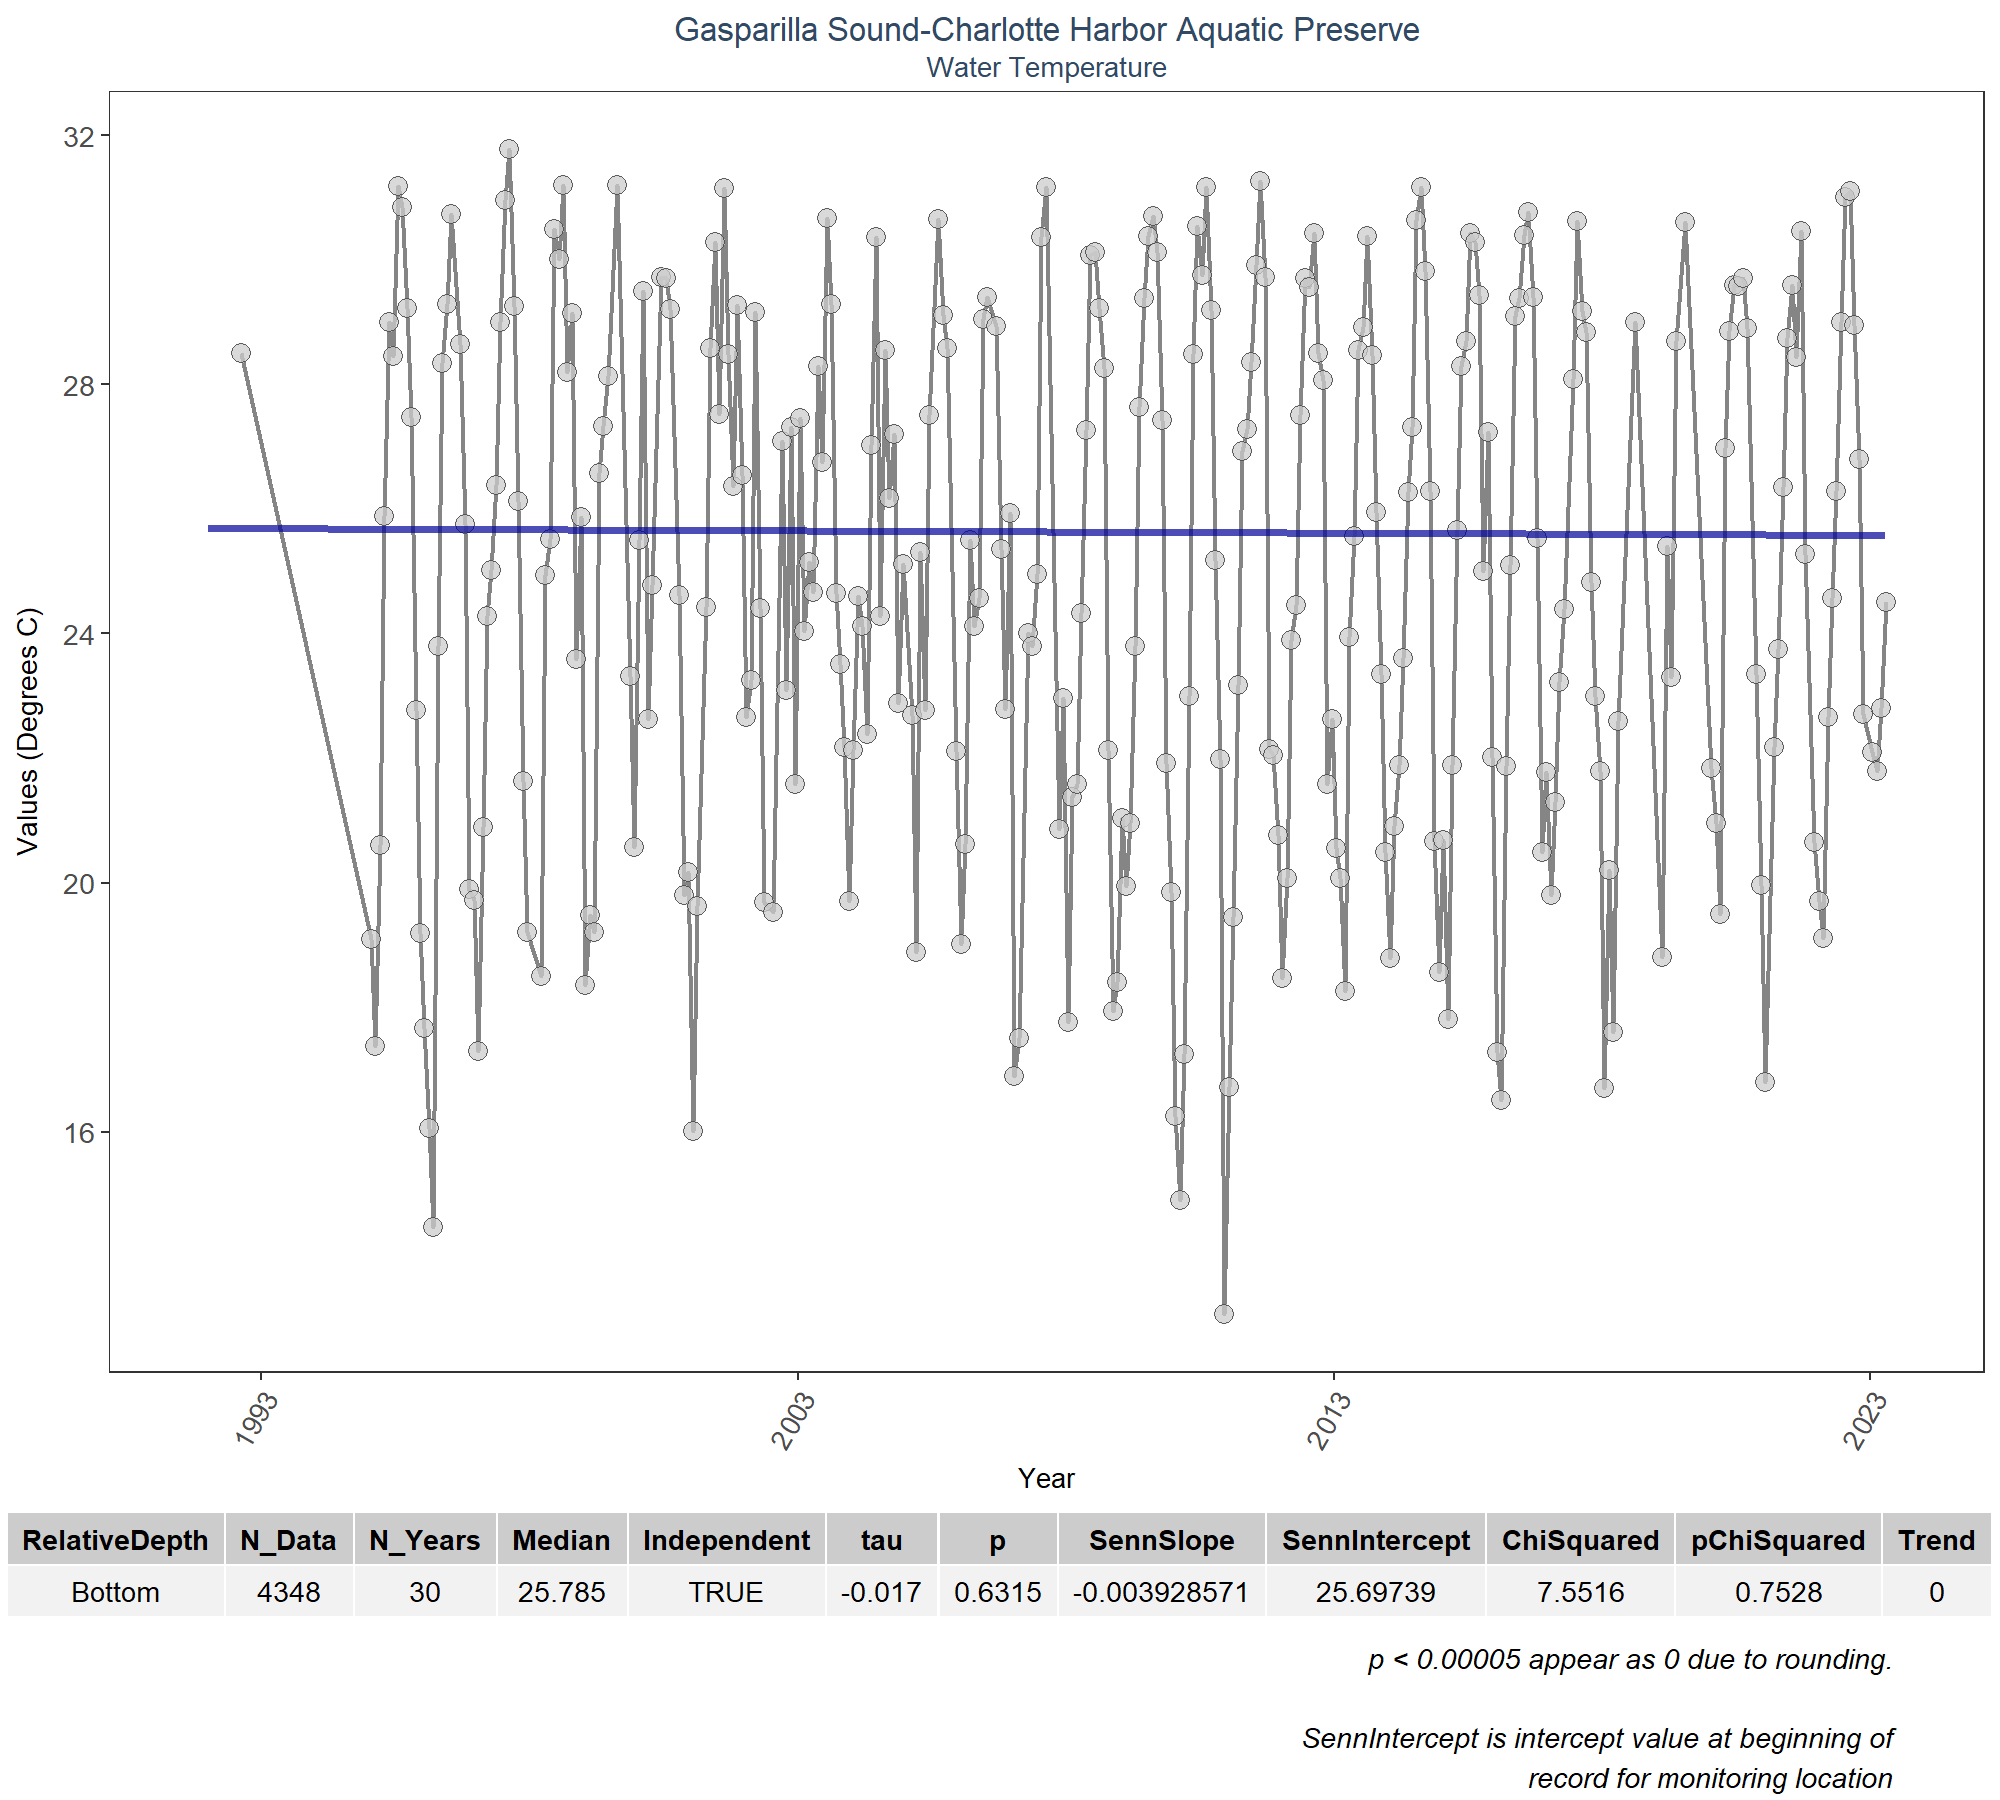 Gasparilla Sound-Charlotte Harbor Aquatic Preserve
Water Temperature
32
28
24
20
16
Values (Degrees C)
1993
2003
2013
2023
Year
RelativeDepth N_Data N_Years Median Independent tau p SennSlope SennIntercept ChiSquared pChiSquared Trend
Bottom 4348 30 25.785 TRUE -0.017 0.6315 -0.003928571 25.69739 7.5516 0.7528 0
p < 0.00005 appear as 0 due to rounding.
SennIntercept is intercept value at beginning of
record for monitoring location